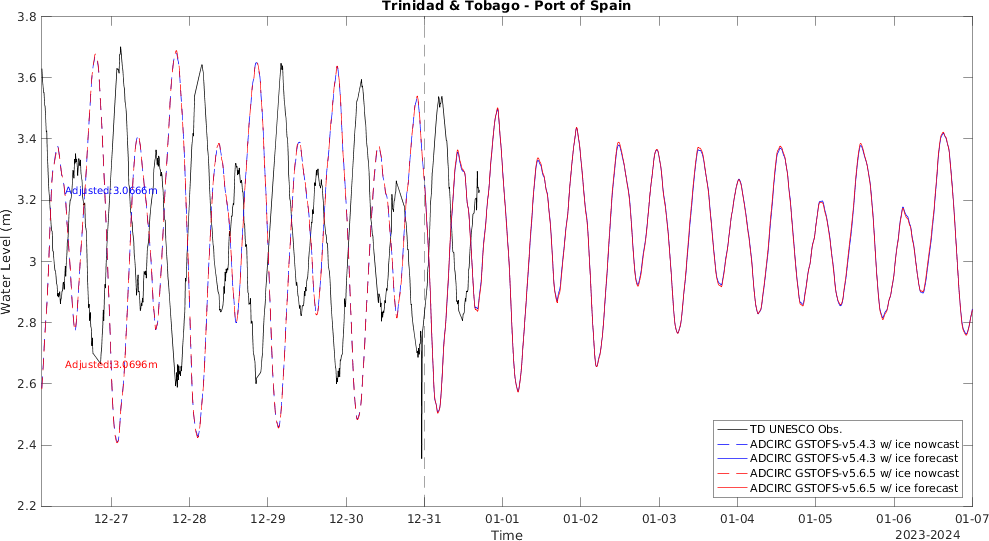 Trinidad & Tobago - Port of Spain
3.8
3.6
3.4
3.2
3
2.8
2.6
2.4
2.2
Water Level (m)
Adjusted:3.0666m
Adjusted:3.0696m
TD UNESCO Obs.
ADCIRC GSTOFS-v5.4.3 w/ ice nowcast
ADCIRC GSTOFS-v5.4.3 w/ ice forecast
ADCIRC GSTOFS-v5.6.5 w/ ice nowcast
ADCIRC GSTOFS-v5.6.5 w/ ice forecast
12-27 12-28 12-29 12-30 12-31 01-01 01-02 01-03 01-04 01-05 01-06 01-07
Time
2023-2024